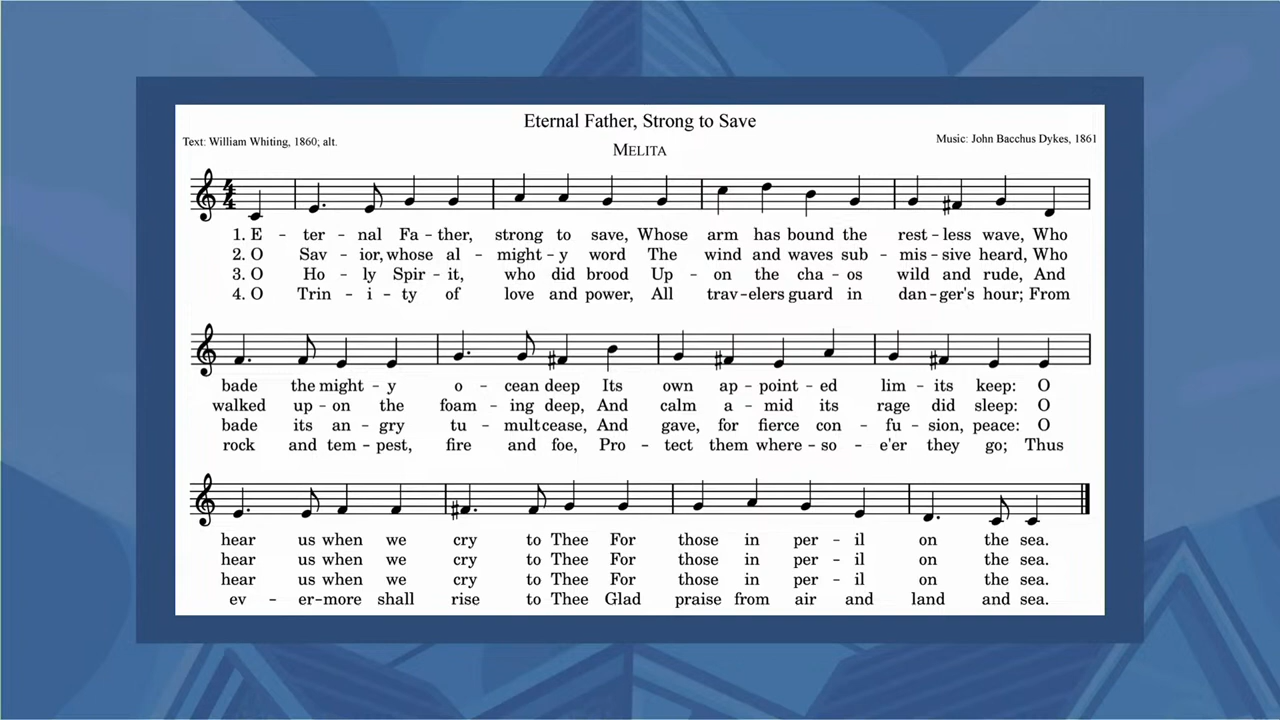 Eternal Father, Strong to Save
Text: William Whiting, 1860; alt.
Music: John Bacchus Dykes, 1861
MELITA
1. E - ter - nal Fa - ther, strong to save, Whose arm has bound the rest - less wave, Who
2. O Sav - ior, whose al - might - y word The wind and waves sub - mis - sive heard, Who
3. O Ho - ly Spir - it, who did brood Up - on the cha - os wild and rude, And
4. O Trin - i - ty of love and power, All trav - elers guard in dan - ger's hour; From
bade the might - y o - cean deep Its own ap - point - ed lim - its keep: O
walked up - on the foam - ing deep, And calm a - mid its rage did sleep: O
bade its an - gry tu - mult cease, And gave, for fierce con - fu - sion, peace: O
rock and tem - pest, fire and foe, Pro - tect them where - so - e'er they go; Thus
hear us when we cry to Thee For those in per - il on the sea.
hear us when we cry to Thee For those in per - il on the sea.
hear us when we cry to Thee For those in per - il on the sea.
ev - er - more shall rise to Thee Glad praise from air and land and sea.